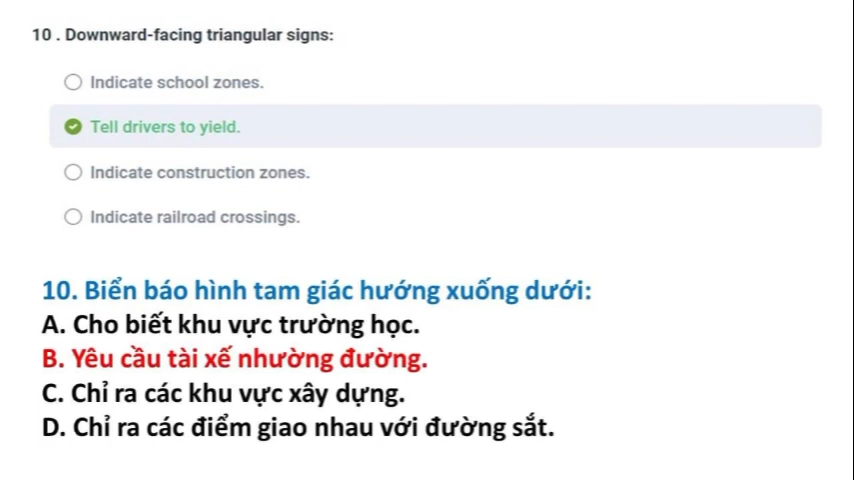 10 . Downward-facing triangular signs:
Indicate school zones.
Tell drivers to yield.
Indicate construction zones.
Indicate railroad crossings.
10. Biển báo hình tam giác hướng xuống dưới:
A. Cho biết khu vực trường học.
B. Yêu cầu tài xế nhường đường.
C. Chỉ ra các khu vực xây dựng.
D. Chỉ ra các điểm giao nhau với đường sắt.